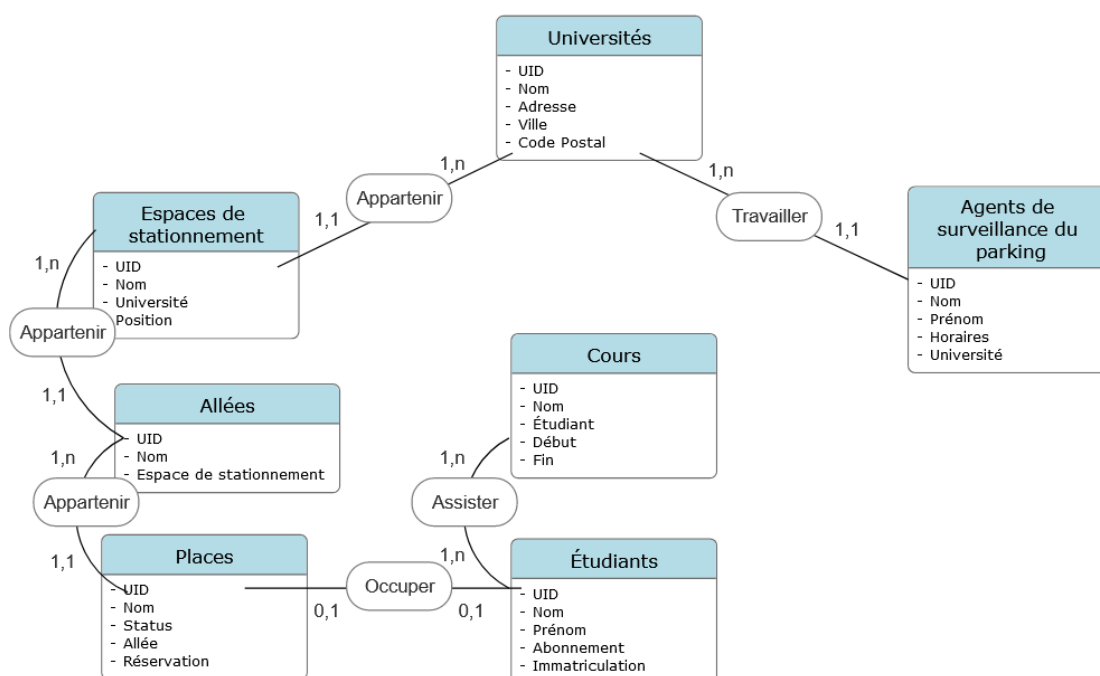 Universités
- UID
- Nom
- Adresse
- Ville
- Code Postal
1,n
1,n
Appartenir
Travailler
1,1
1,1
Espaces de
stationnement
- UID
- Nom
- Université
Position
1,n
Appartenir
1,1
Agents de
surveillance du
parking
- UID
- Nom
- Prénom
- Horaires
- Université
Cours
- UID
- Nom
- Étudiant
- Début
- Fin
Allées
- UID
- Nom
- Espace de stationnement
1,n
Appartenir
1,1
1,n
Assister
1,n
Places
- UID
- Nom
- Status
- Allée
- Réservation
0,1
Occuper
0,1
Étudiants
- UID
- Nom
- Prénom
- Abonnement
- Immatriculation